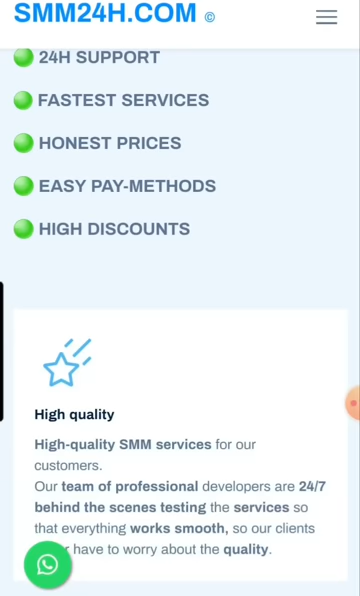 SMM24H.COM ©
24H SUPPORT
FASTEST SERVICES
HONEST PRICES
EASY PAY-METHODS
HIGH DISCOUNTS
High quality
High-quality SMM services for our
customers.
Our team of professional developers are 24/7
behind the scenes testing the services so
that everything works smooth, so our clients
have to worry about the quality.